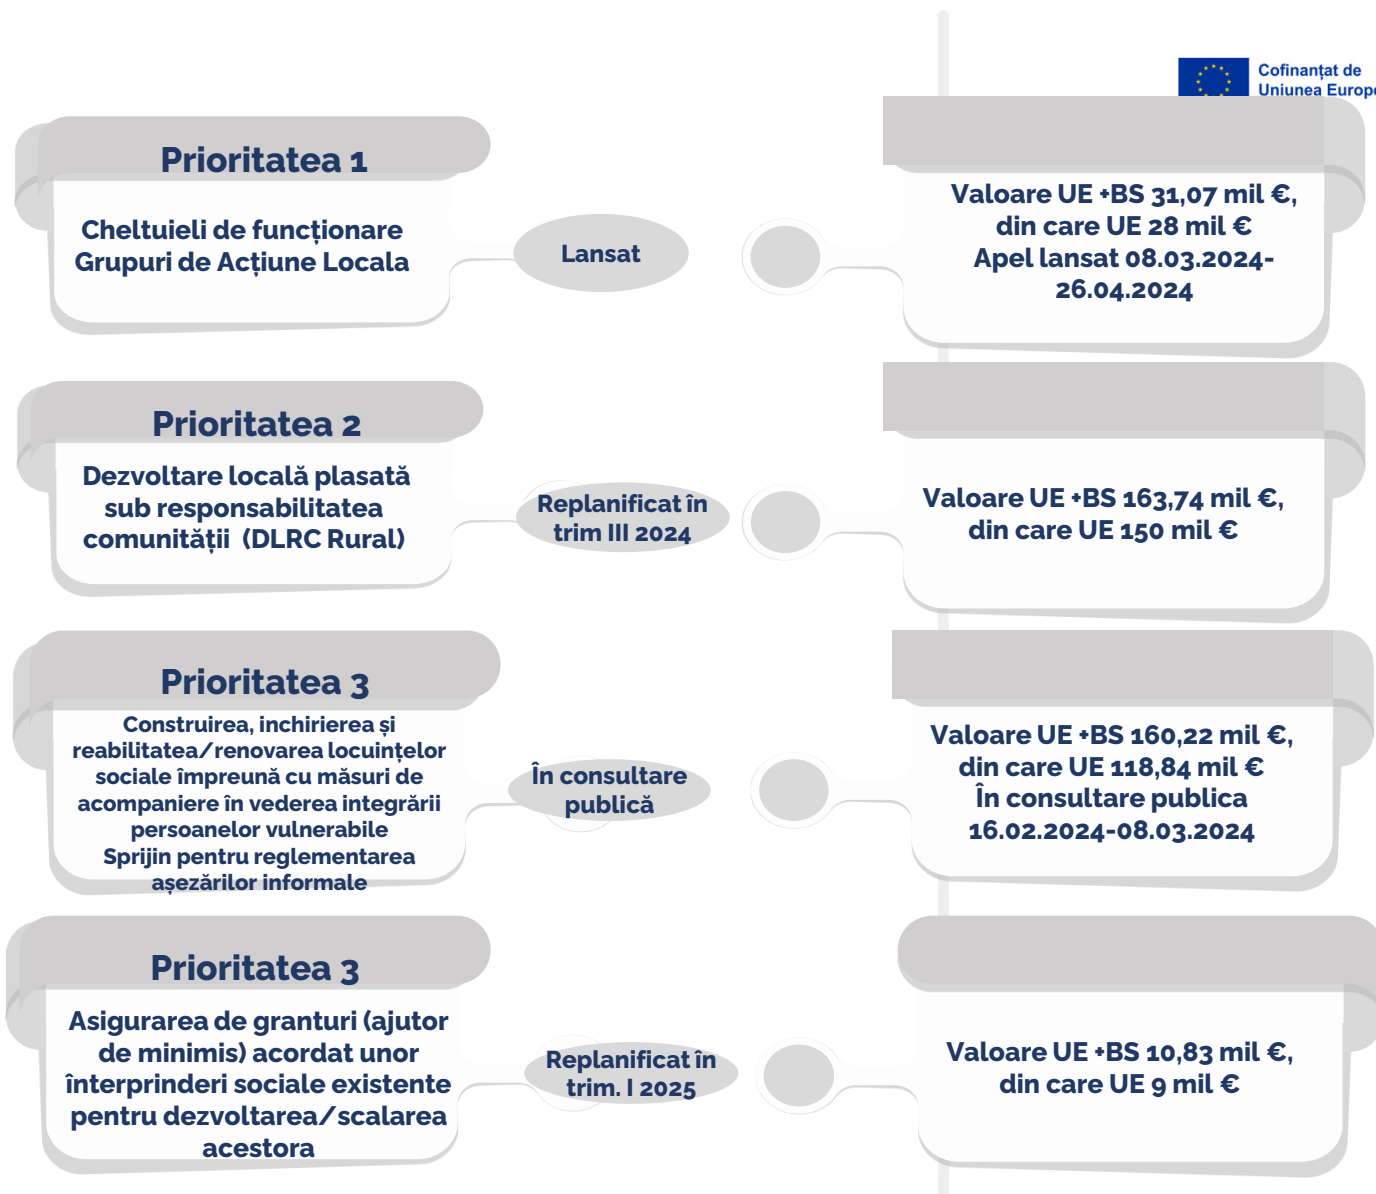 Cofinanțat de
Uniunea Europe
Prioritatea 1
Cheltuieli de funcționare
Grupuri de Acțiune Locala
Lansat
Valoare UE +BS 31,07 mil €,
din care UE 28 mil €
Apel lansat 08.03.2024-
26.04.2024
Prioritatea 2
Dezvoltare locală plasată
sub responsabilitatea
comunității (DLRC Rural)
Replanificat în
trim III 2024
Valoare UE +BS 163,74 mil €,
din care UE 150 mil €
Prioritatea 3
Construirea, inchirierea și
reabilitatea/renovarea locuințelor
sociale împreună cu măsuri de
acompaniere în vederea integrării
persoanelor vulnerabile
Sprijin pentru reglementarea
așezărilor informale
În consultare
publică
Valoare UE +BS 160,22 mil €,
din care UE 118,84 mil €
În consultare publica
16.02.2024-08.03.2024
Prioritatea 3
Asigurarea de granturi (ajutor
de minimis) acordat unor
înterprinderi sociale existente
pentru dezvoltarea/scalarea
acestora
Replanificat în
trim. I 2025
Valoare UE +BS 10,83 mil €,
din care UE 9 mil €